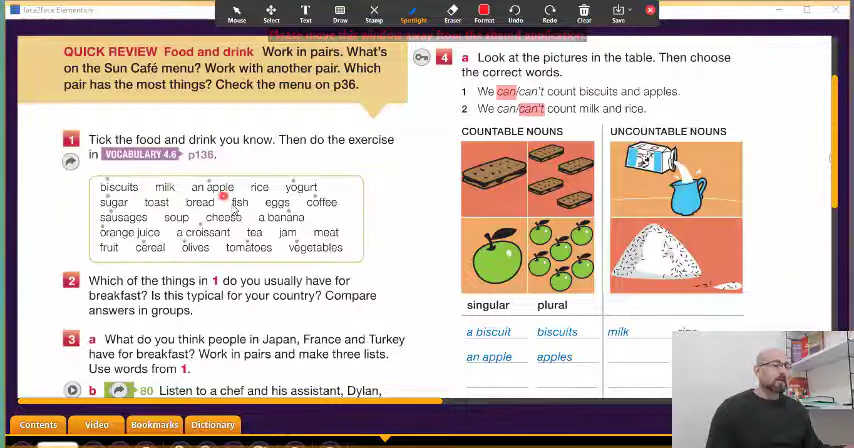 face2face Elementary
Mouse Select Text Draw Stamp Spotlight Eraser Format Undo Redo Clear Save
Please move this window away from the shared application.
QUICK REVIEW Food and drink Work in pairs. What's
on the Sun Café menu? Work with another pair. Which
pair has the most things? Check the menu on p36.
1 Tick the food and drink you know. Then do the exercise
in VOCABULARY 4.6 p136.
biscuits milk an apple rice yogurt
sugar toast bread fish eggs coffee
sausages soup cheese a banana
orange juice a croissant tea jam meat
fruit cereal olives tomatoes vegetables
2 Which of the things in 1 do you usually have for
breakfast? Is this typical for your country? Compare
answers in groups.
3 a What do you think people in Japan, France and Turkey
have for breakfast? Work in pairs and make three lists.
Use words from 1.
b 80 Listen to a chef and his assistant, Dylan,
4 a Look at the pictures in the table. Then choose
the correct words.
1 We can/can't count biscuits and apples.
2 We can/can't count milk and rice.
COUNTABLE NOUNS UNCOUNTABLE NOUNS
singular plural
a biscuit biscuits milk
an apple apples
Contents Video Bookmarks Dictionary